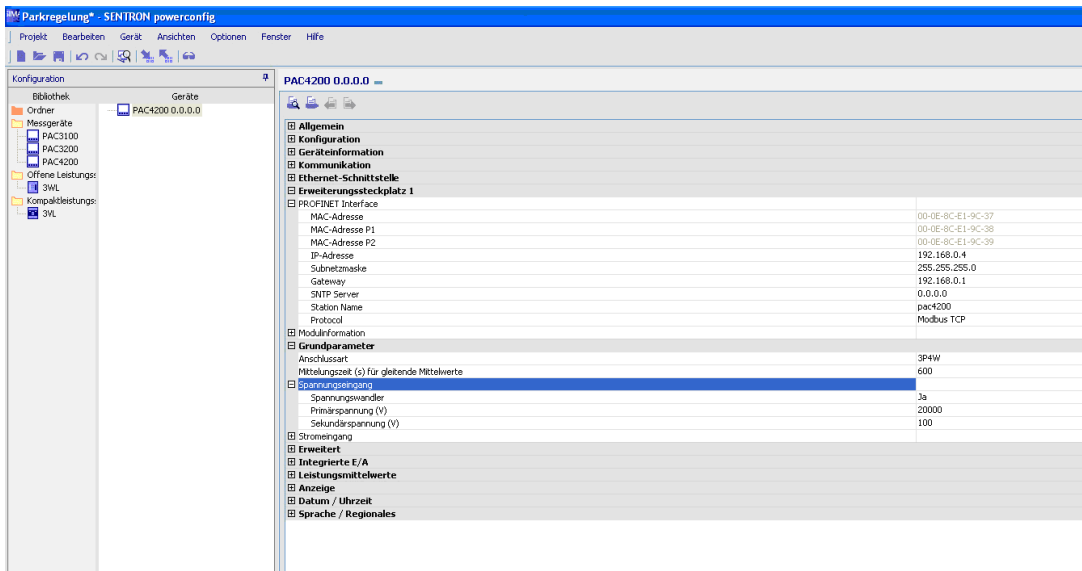 Parkregelung* - SENTRON powerconfig
Projekt Bearbeiten Gerät Ansichten Optionen Fenster Hilfe
Konfiguration
Bibliothek Geräte
Ordner
Messgeräte
PAC3100
PAC3200
PAC4200
Offene Leistungs
3WL
Kompaktleistungs
3VL
PAC4200 0.0.0.0
PAC4200 0.0.0.0
Allgemein
Konfiguration
Geräteinformation
Kommunikation
Ethernet-Schnittstelle
Erweiterungssteckplatz 1
PROFINET Interface
MAC-Adresse 00-0E-8C-E1-9C-37
MAC-Adresse P1 00-0E-8C-E1-9C-38
MAC-Adresse P2 00-0E-8C-E1-9C-39
IP-Adresse 192.168.0.4
Subnetzmaske 255.255.255.0
Gateway 192.168.0.1
SNTP Server 0.0.0.0
Station Name pac4200
Protocol Modbus TCP
Modulinformation
Grundparameter
Anschlussart 3P4W
Mittelungszeit (s) für gleitende Mittelwerte 600
Spannungseingang
Spannungswandler Ja
Primärspannung (V) 20000
Sekundärspannung (V) 100
Stromeingang
Erweitert
Integrierte E/A
Leistungsmittelwerte
Anzeige
Datum / Uhrzeit
Sprache / Regionales